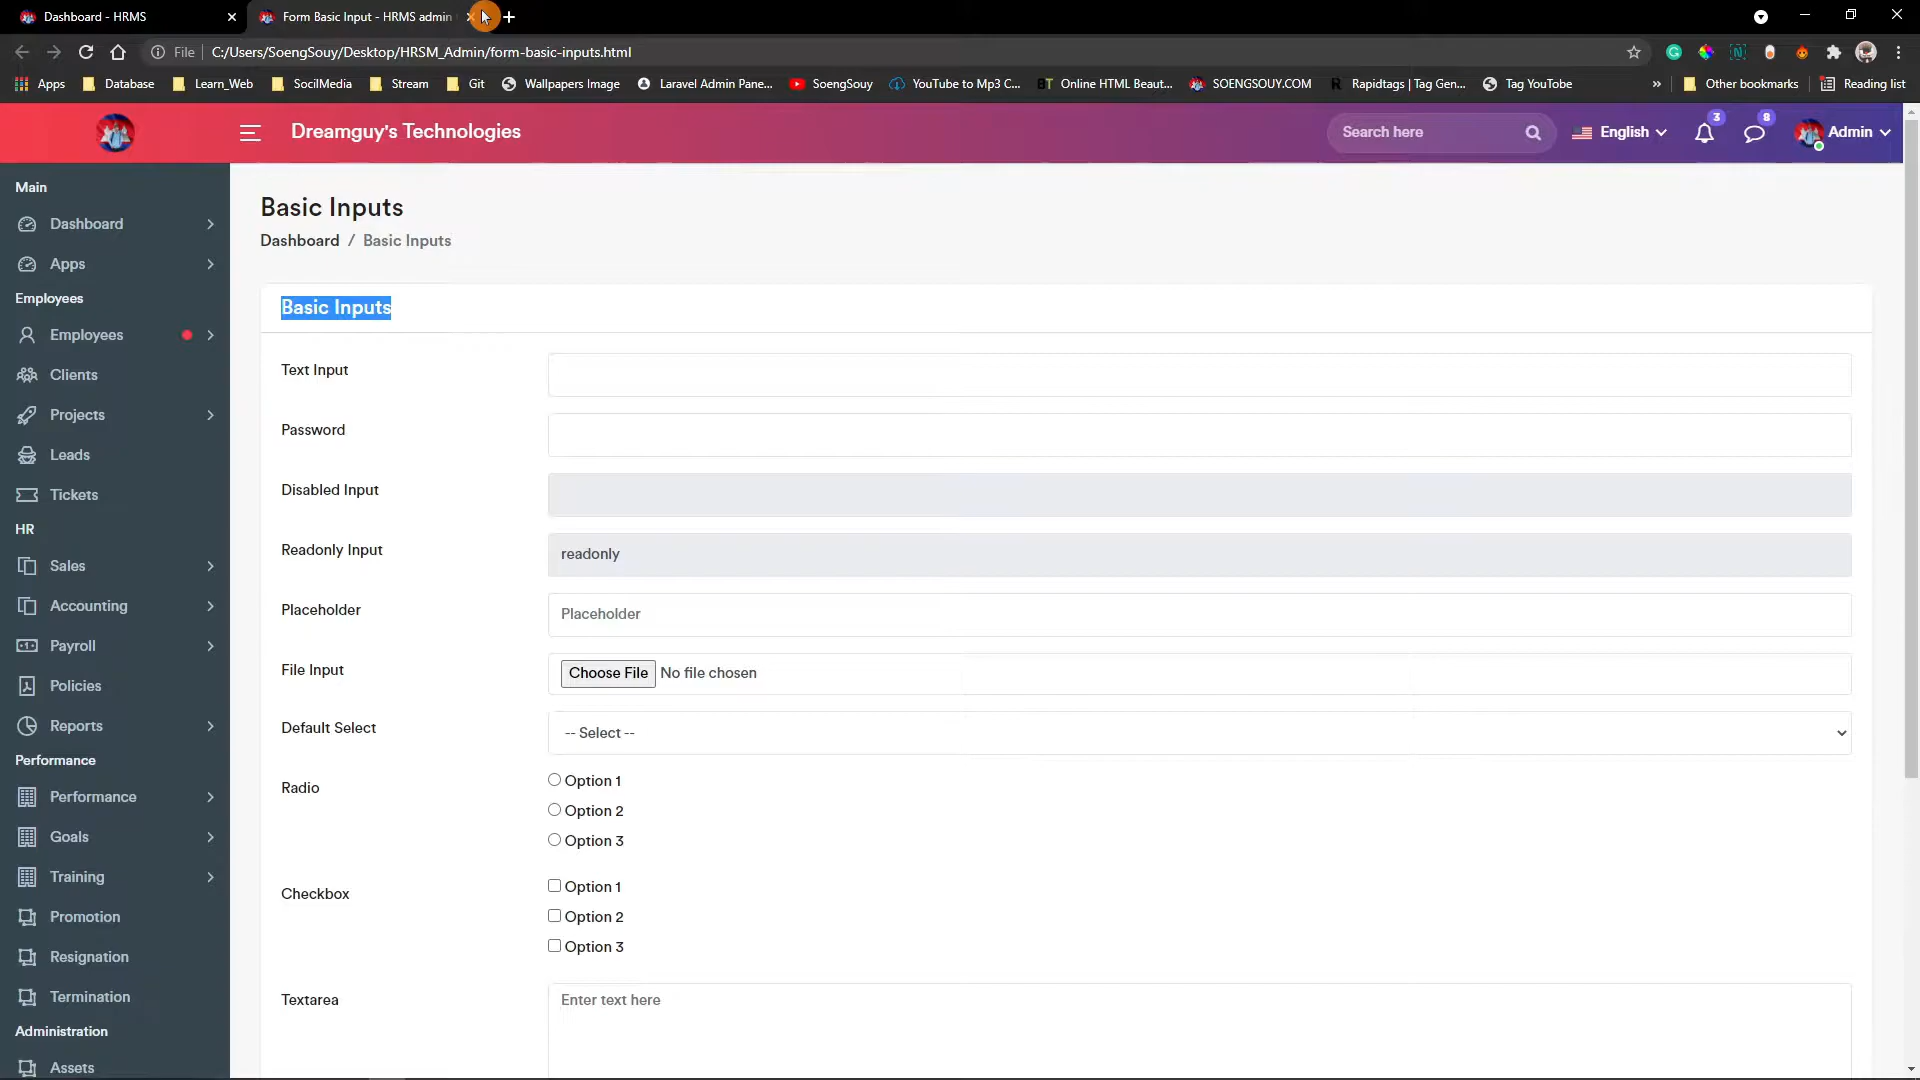 Dashboard - HRMS
Form Basic Input - HRMS admin
File
C:/Users/SoengSouy/Desktop/HRSM_Admin/form-basic-inputs.html
Apps
Database
Learn_Web
SocilMedia
Stream
Git
Wallpapers Image
Laravel Admin Pane...
SoengSouy
YouTube to Mp3 C...
BT
Online HTML Beaut...
SOENGSOUY.COM
R
Rapidtags | Tag Gen...
Tag YouTube
»
Other bookmarks
Reading list
Dreamguy's Technologies
Search here
English
3
8
Admin
Main
Dashboard
Apps
Employees
Employees
Clients
Projects
Leads
Tickets
HR
Sales
Accounting
Payroll
Policies
Reports
Performance
Performance
Goals
Training
Promotion
Resignation
Termination
Administration
Assets
Basic Inputs
Dashboard / Basic Inputs
Basic Inputs
Text Input
Password
Disabled Input
Readonly Input
readonly
Placeholder
Placeholder
File Input
Choose File No file chosen
Default Select
-- Select --
Radio
Option 1
Option 2
Option 3
Checkbox
Option 1
Option 2
Option 3
Textarea
Enter text here